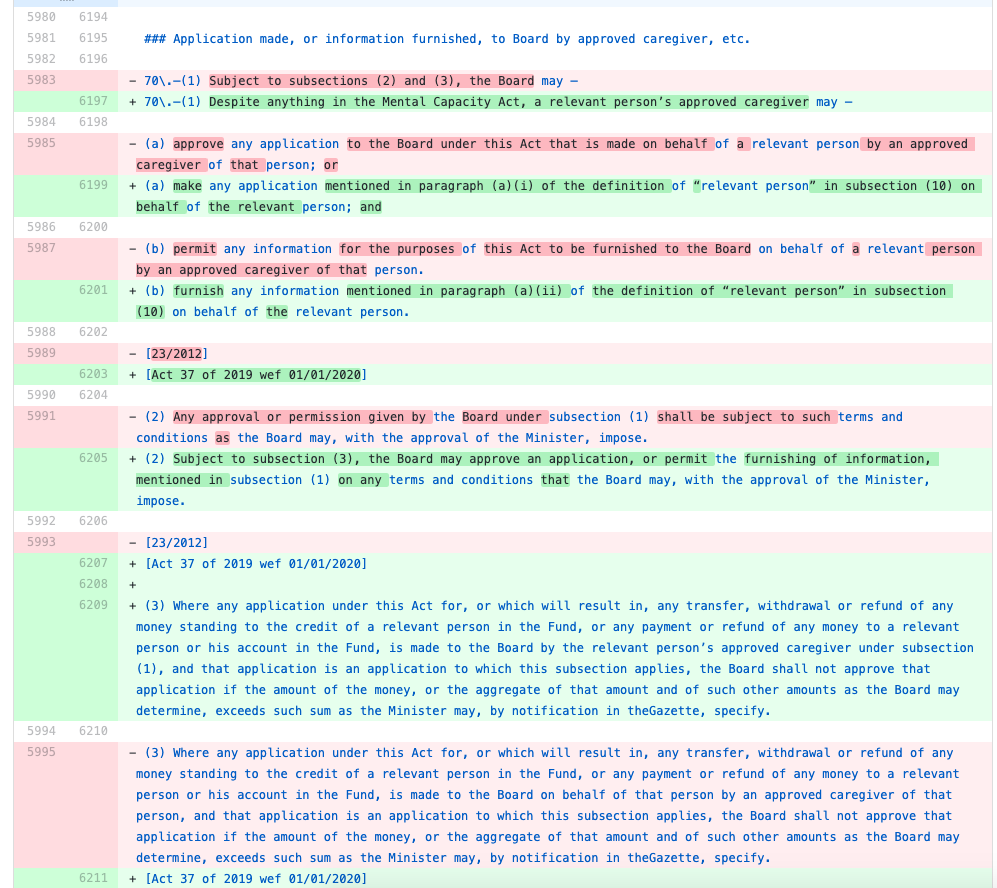 5980 6194
5981 6195 ### Application made, or information furnished, to Board by approved caregiver, etc.
5982 6196
5983 - 70\.—(1) Subject to subsections (2) and (3), the Board may —
6197 + 70\.—(1) Despite anything in the Mental Capacity Act, a relevant person’s approved caregiver may —
5984 6198
5985 - (a) approve any application to the Board under this Act that is made on behalf of a relevant person by an approved
caregiver of that person; or
6199 + (a) make any application mentioned in paragraph (a)(i) of the definition of “relevant person” in subsection (10) on
behalf of the relevant person; and
5986 6200
5987 - (b) permit any information for the purposes of this Act to be furnished to the Board on behalf of a relevant person
by an approved caregiver of that person.
6201 + (b) furnish any information mentioned in paragraph (a)(ii) of the definition of “relevant person” in subsection
(10) on behalf of the relevant person.
5988 6202
5989 - [23/2012]
6203 + [Act 37 of 2019 wef 01/01/2020]
5990 6204
5991 - (2) Any approval or permission given by the Board under subsection (1) shall be subject to such terms and
conditions as the Board may, with the approval of the Minister, impose.
6205 + (2) Subject to subsection (3), the Board may approve an application, or permit the furnishing of information,
mentioned in subsection (1) on any terms and conditions that the Board may, with the approval of the Minister,
impose.
5992 6206
5993 - [23/2012]
6207 + [Act 37 of 2019 wef 01/01/2020]
6208 +
6209 + (3) Where any application under this Act for, or which will result in, any transfer, withdrawal or refund of any
money standing to the credit of a relevant person in the Fund, or any payment or refund of any money to a relevant
person or his account in the Fund, is made to the Board by the relevant person’s approved caregiver under subsection
(1), and that application is an application to which this subsection applies, the Board shall not approve that
application if the amount of the money, or the aggregate of that amount and of such other amounts as the Board may
determine, exceeds such sum as the Minister may, by notification in theGazette, specify.
5994 6210
5995 - (3) Where any application under this Act for, or which will result in, any transfer, withdrawal or refund of any
money standing to the credit of a relevant person in the Fund, or any payment or refund of any money to a relevant
person or his account in the Fund, is made to the Board on behalf of that person by an approved caregiver of that
person, and that application is an application to which this subsection applies, the Board shall not approve that
application if the amount of the money, or the aggregate of that amount and of such other amounts as the Board may
determine, exceeds such sum as the Minister may, by notification in theGazette, specify.
6211 + [Act 37 of 2019 wef 01/01/2020]